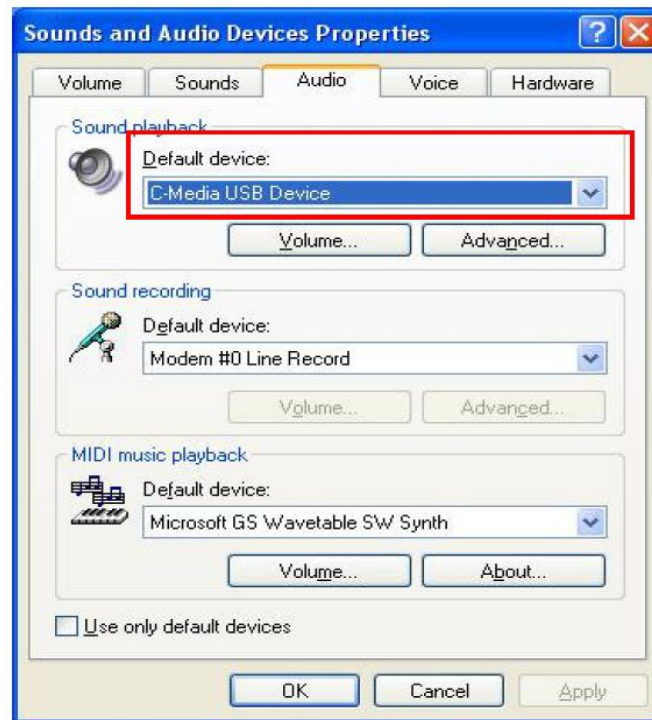 Sounds and Audio Devices Properties
Volume Sounds Audio Voice Hardware
Sound playback
Default device:
C-Media USB Device
Volume... Advanced...
Sound recording
Default device:
Modem #0 Line Record
Volume... Advanced...
MIDI music playback
Default device:
Microsoft GS Wavetable SW Synth
Volume... About...
Use only default devices
OK Cancel Apply